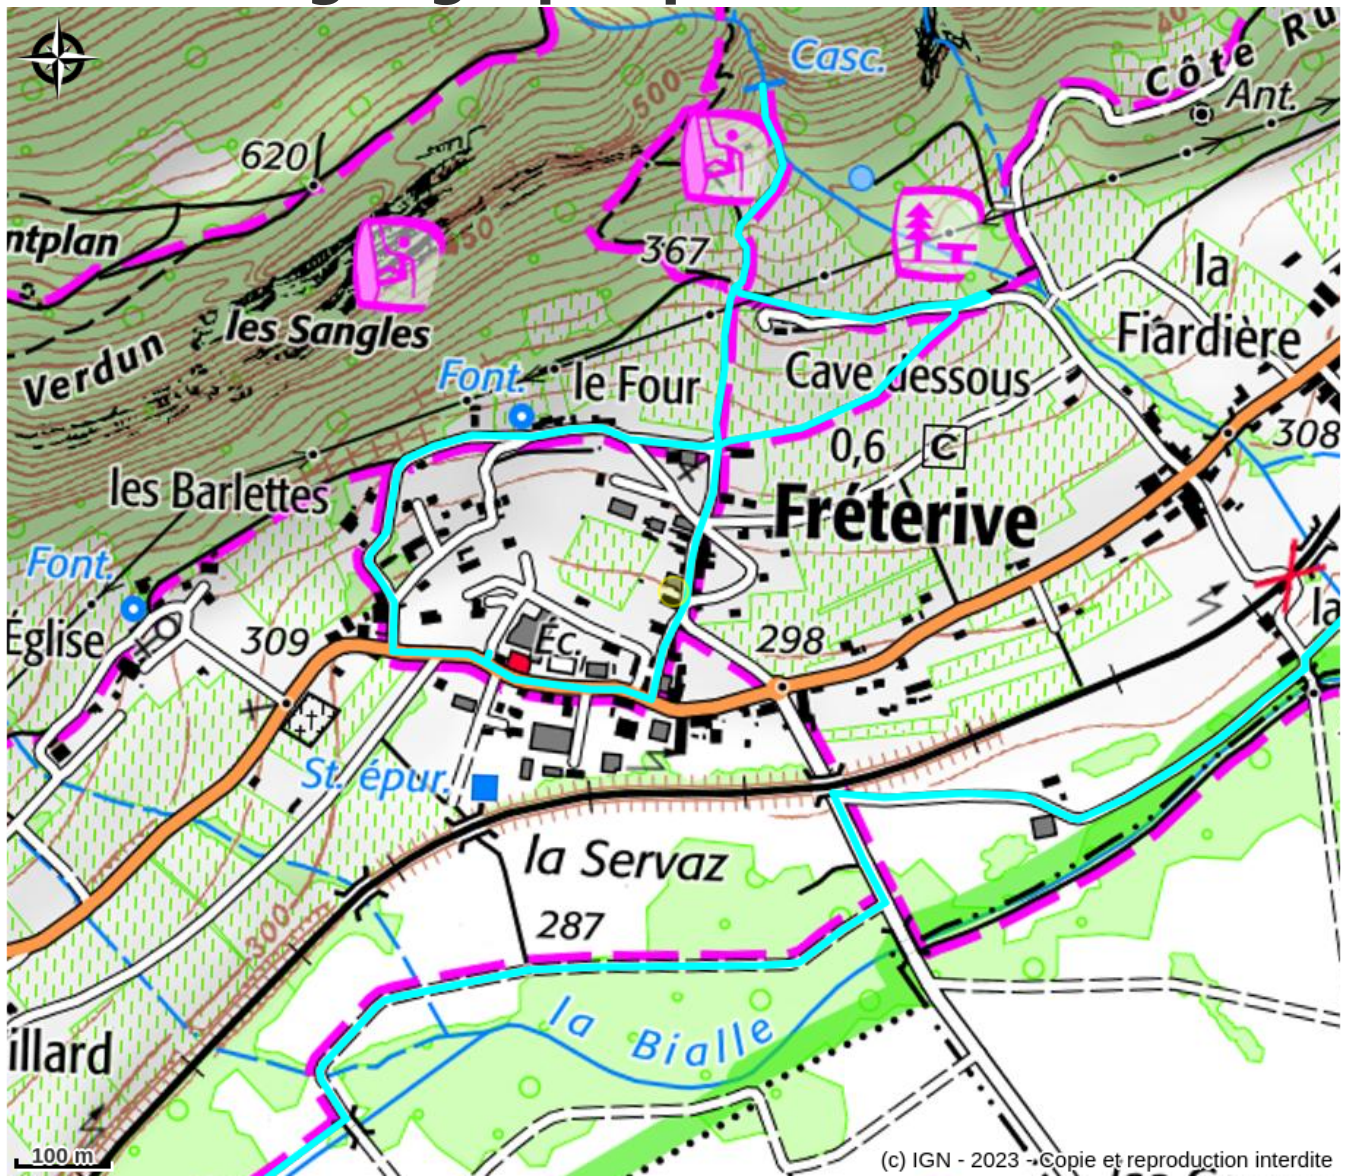 Casc.
Côte Ru
Ant.
500
620
450
ntplan
367
la
Fiardière
les Sangles
Verdun
Font.
le Four
Cave dessous
308
0,6
C
les Barlettes
Fréterive
Font.
la
Église
309
Éc.
298
St. épur.
la Servaz
287
300
la Bialle
illard
100 m
(c) IGN - 2023 - Copie et reproduction interdite